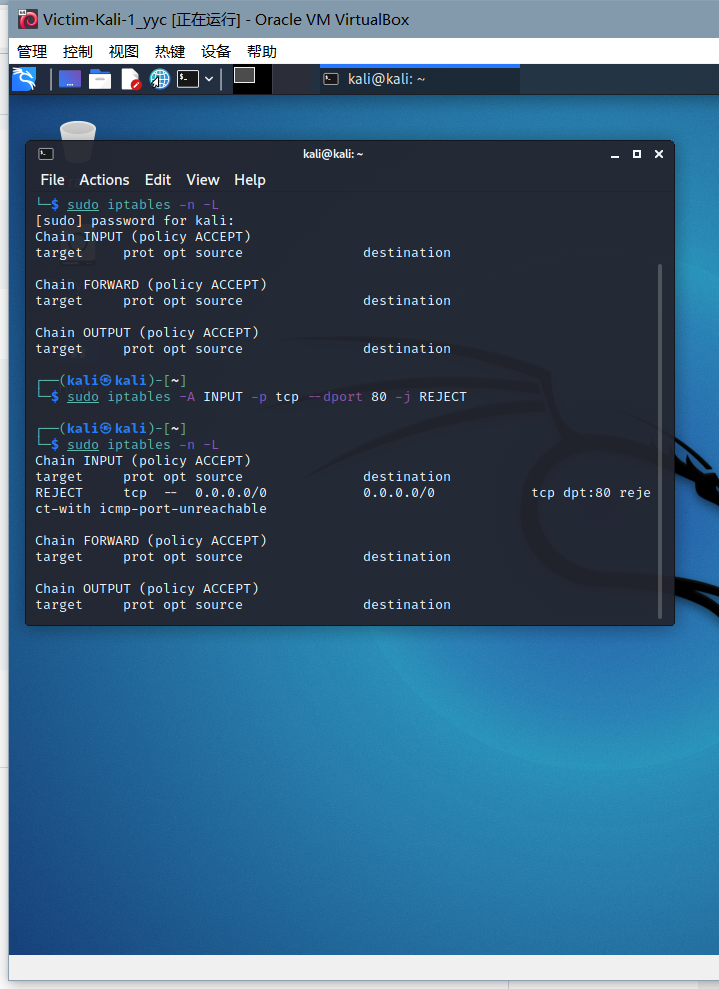 Victim-Kali-1_yyc [正在运行] - Oracle VM VirtualBox
管理 控制 视图 热键 设备 帮助
kali@kali: ~
kali@kali: ~
File Actions Edit View Help
└─$ sudo iptables -n -L
[sudo] password for kali:
Chain INPUT (policy ACCEPT)
target     prot opt source               destination
Chain FORWARD (policy ACCEPT)
target     prot opt source               destination
Chain OUTPUT (policy ACCEPT)
target     prot opt source               destination
┌──(kali㉿kali)-[~]
└─$ sudo iptables -A INPUT -p tcp --dport 80 -j REJECT
┌──(kali㉿kali)-[~]
└─$ sudo iptables -n -L
Chain INPUT (policy ACCEPT)
target     prot opt source               destination
REJECT     tcp  --  0.0.0.0/0            0.0.0.0/0            tcp dpt:80 reje
ct-with icmp-port-unreachable
Chain FORWARD (policy ACCEPT)
target     prot opt source               destination
Chain OUTPUT (policy ACCEPT)
target     prot opt source               destination